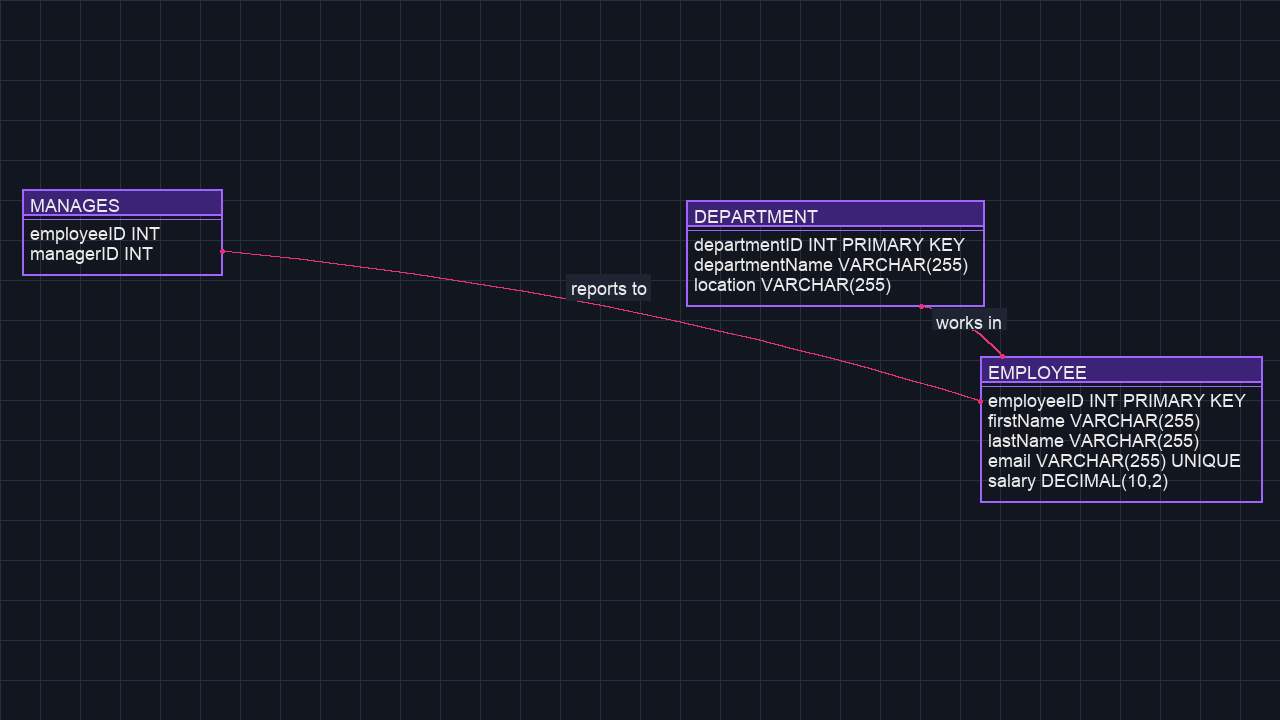 MANAGES
employeeID INT
managerID INT
DEPARTMENT
departmentID INT PRIMARY KEY
departmentName VARCHAR(255)
location VARCHAR(255)
reports to
works in
EMPLOYEE
employeeID INT PRIMARY KEY
firstName VARCHAR(255)
lastName VARCHAR(255)
email VARCHAR(255) UNIQUE
salary DECIMAL(10,2)